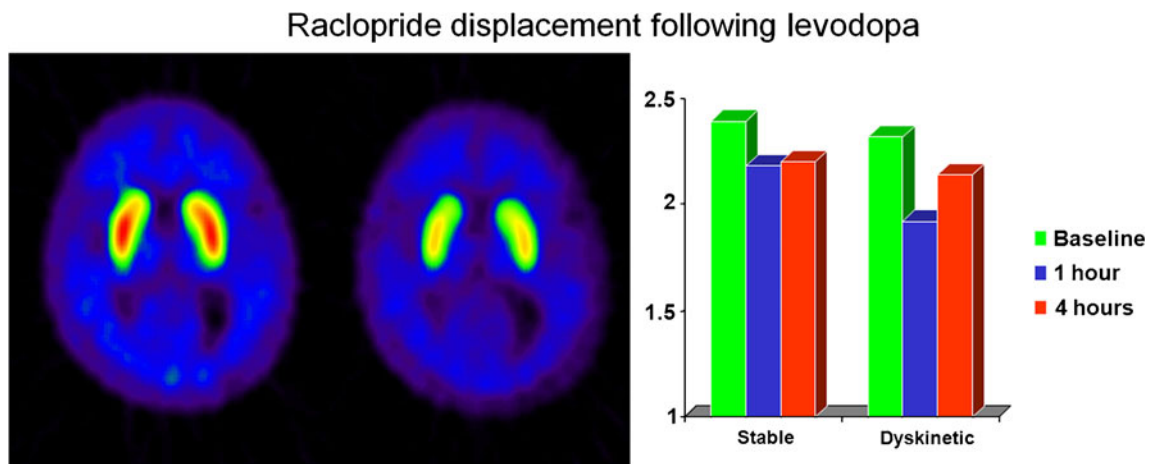 Raclopride displacement following levodopa
2.5
2
1.5
1
Stable
Dyskinetic
Baseline
1 hour
4 hours